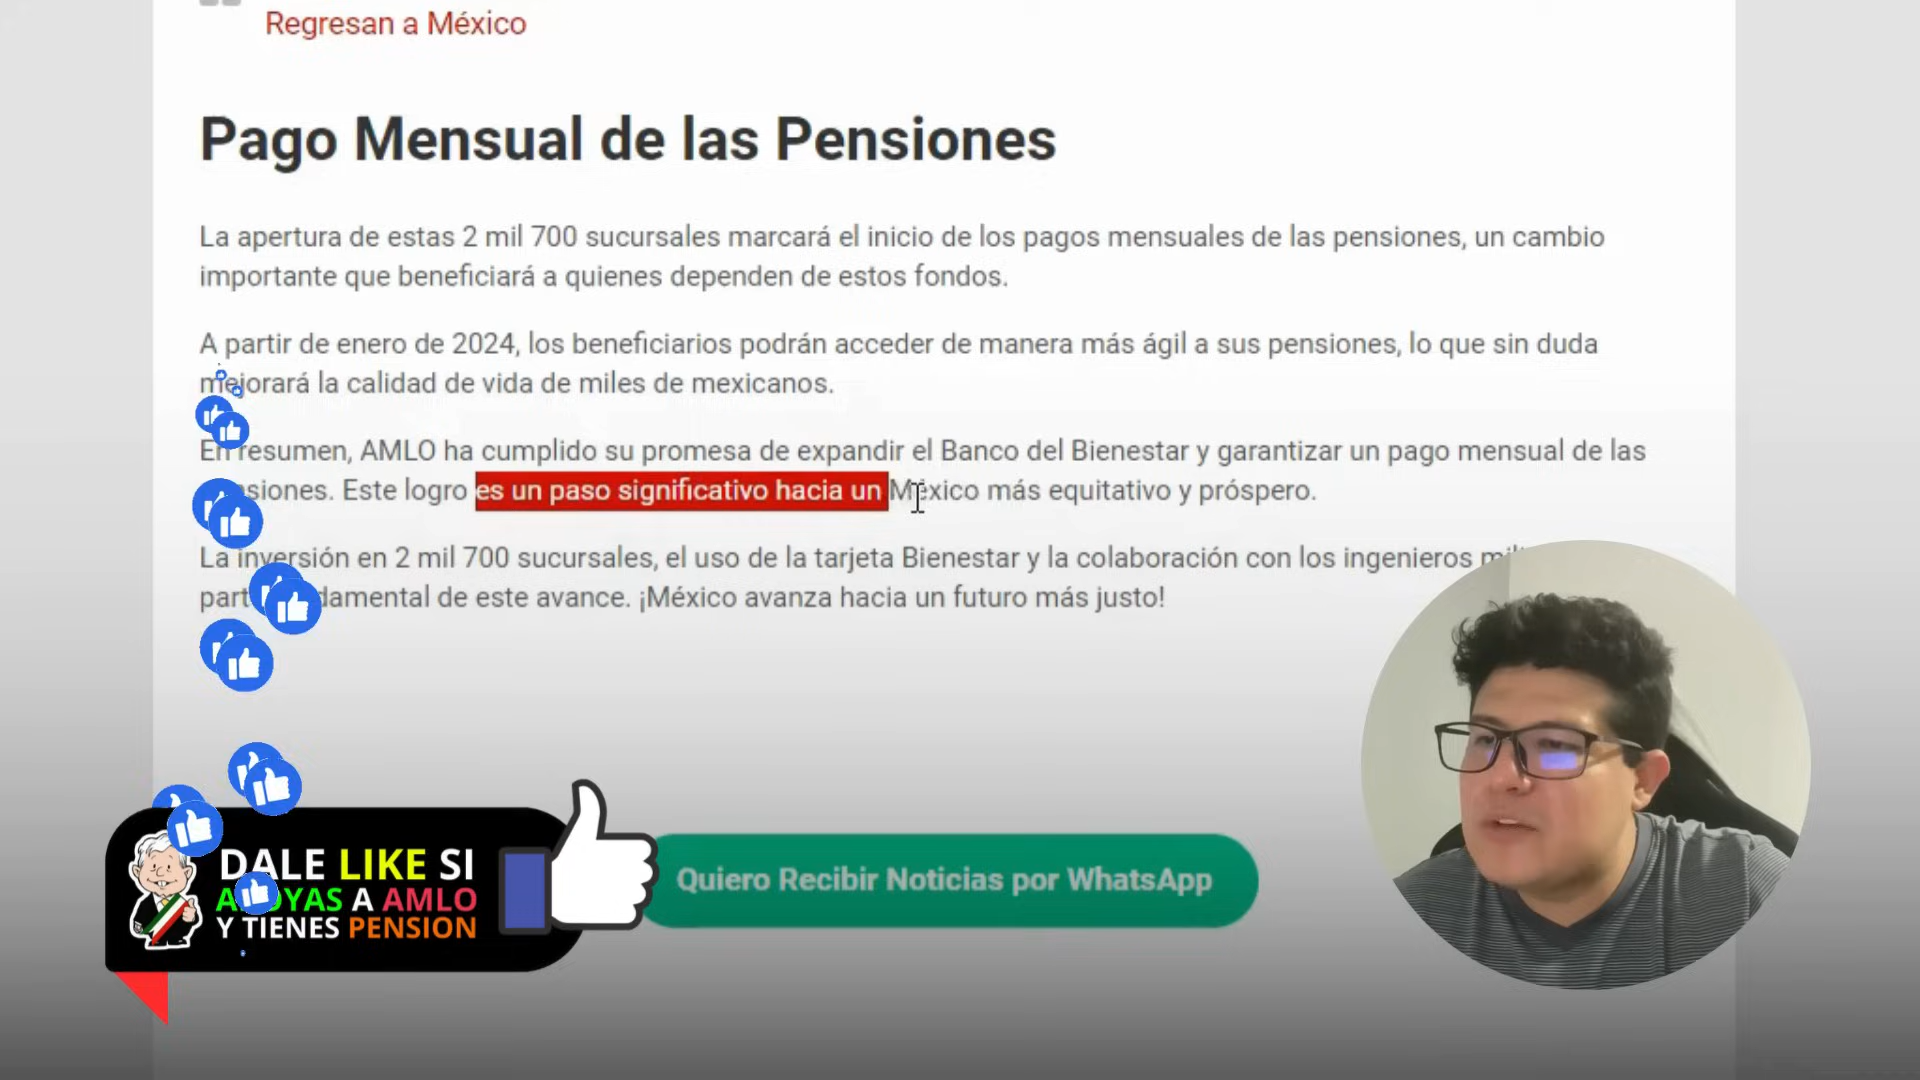 Regresan a México
Pago Mensual de las Pensiones
La apertura de estas 2 mil 700 sucursales marcará el inicio de los pagos mensuales de las pensiones, un cambio
importante que beneficiará a quienes dependen de estos fondos.
A partir de enero de 2024, los beneficiarios podrán acceder de manera más ágil a sus pensiones, lo que sin duda
mejorará la calidad de vida de miles de mexicanos.
En resumen, AMLO ha cumplido su promesa de expandir el Banco del Bienestar y garantizar un pago mensual de las
Este logro es un paso significativo hacia un México más equitativo y próspero.
La inversión en 2 mil 700 sucursales, el uso de la tarjeta Bienestar y la colaboración con los ingenieros
de este avance. ¡México avanza hacia un futuro más justo!
DALE LIKE SI
APOYAS A AMLO
Y TIENES PENSION
Quiero Recibir Noticias por WhatsApp